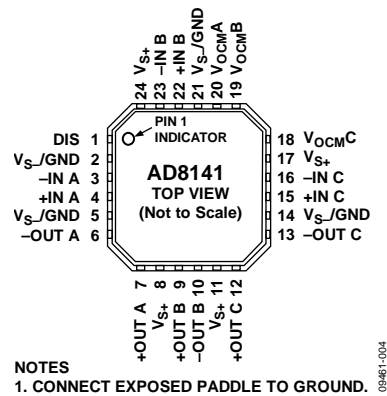 24 VS+
23 –IN B
22 +IN B
21 VS–/GND
20 VOCMA
19 VOCMB
PIN 1
INDICATOR
DIS 1
VS–/GND 2
–IN A 3
+IN A 4
VS–/GND 5
–OUT A 6
AD8141
TOP VIEW
(Not to Scale)
18 VOCMC
17 VS+
16 –IN C
15 +IN C
14 VS–/GND
13 –OUT C
+OUT A 7
VS+ 8
+OUT B 9
–OUT B 10
VS+ 11
+OUT C 12
NOTES
1. CONNECT EXPOSED PADDLE TO GROUND.
09461-004